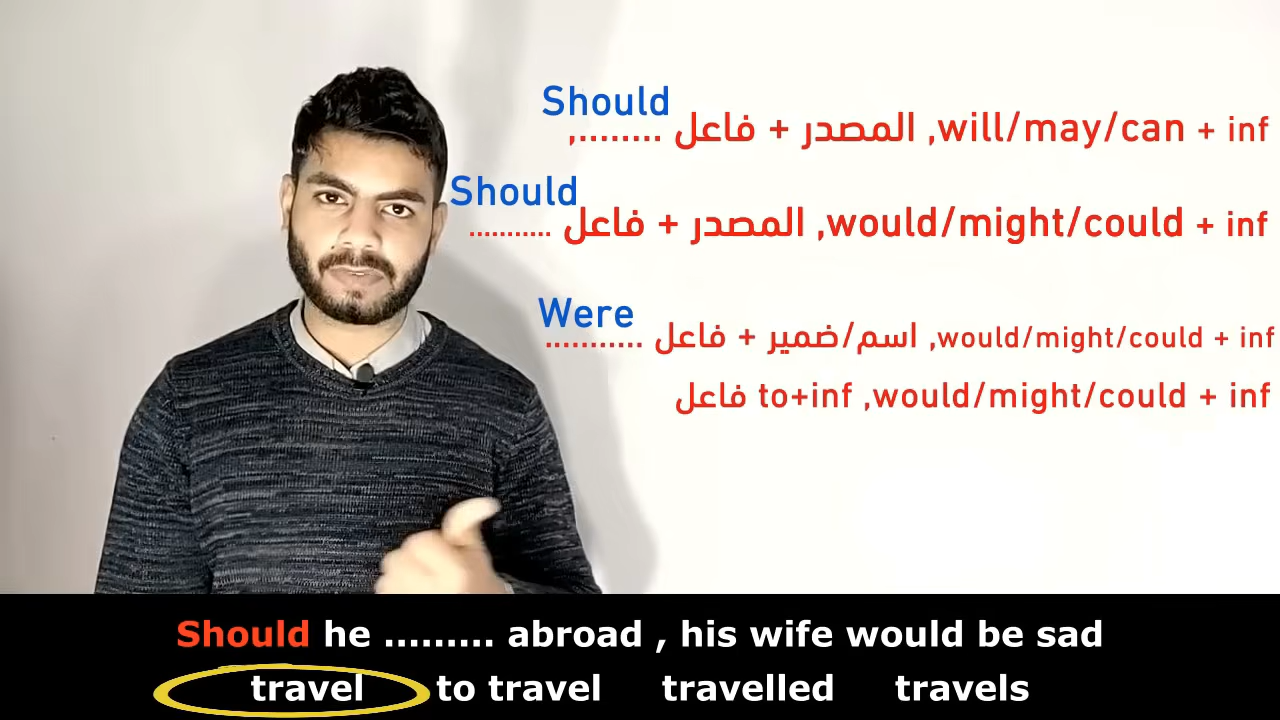 Should
........, فاعل + المصدر, will/may/can + inf
Should
........... فاعل + المصدر, would/might/could + inf
Were
........... فاعل + اسم/ضمير, would/might/could + inf
فاعل to+inf, would/might/could + inf
Should he ......... abroad , his wife would be sad
travel to travel travelled travels